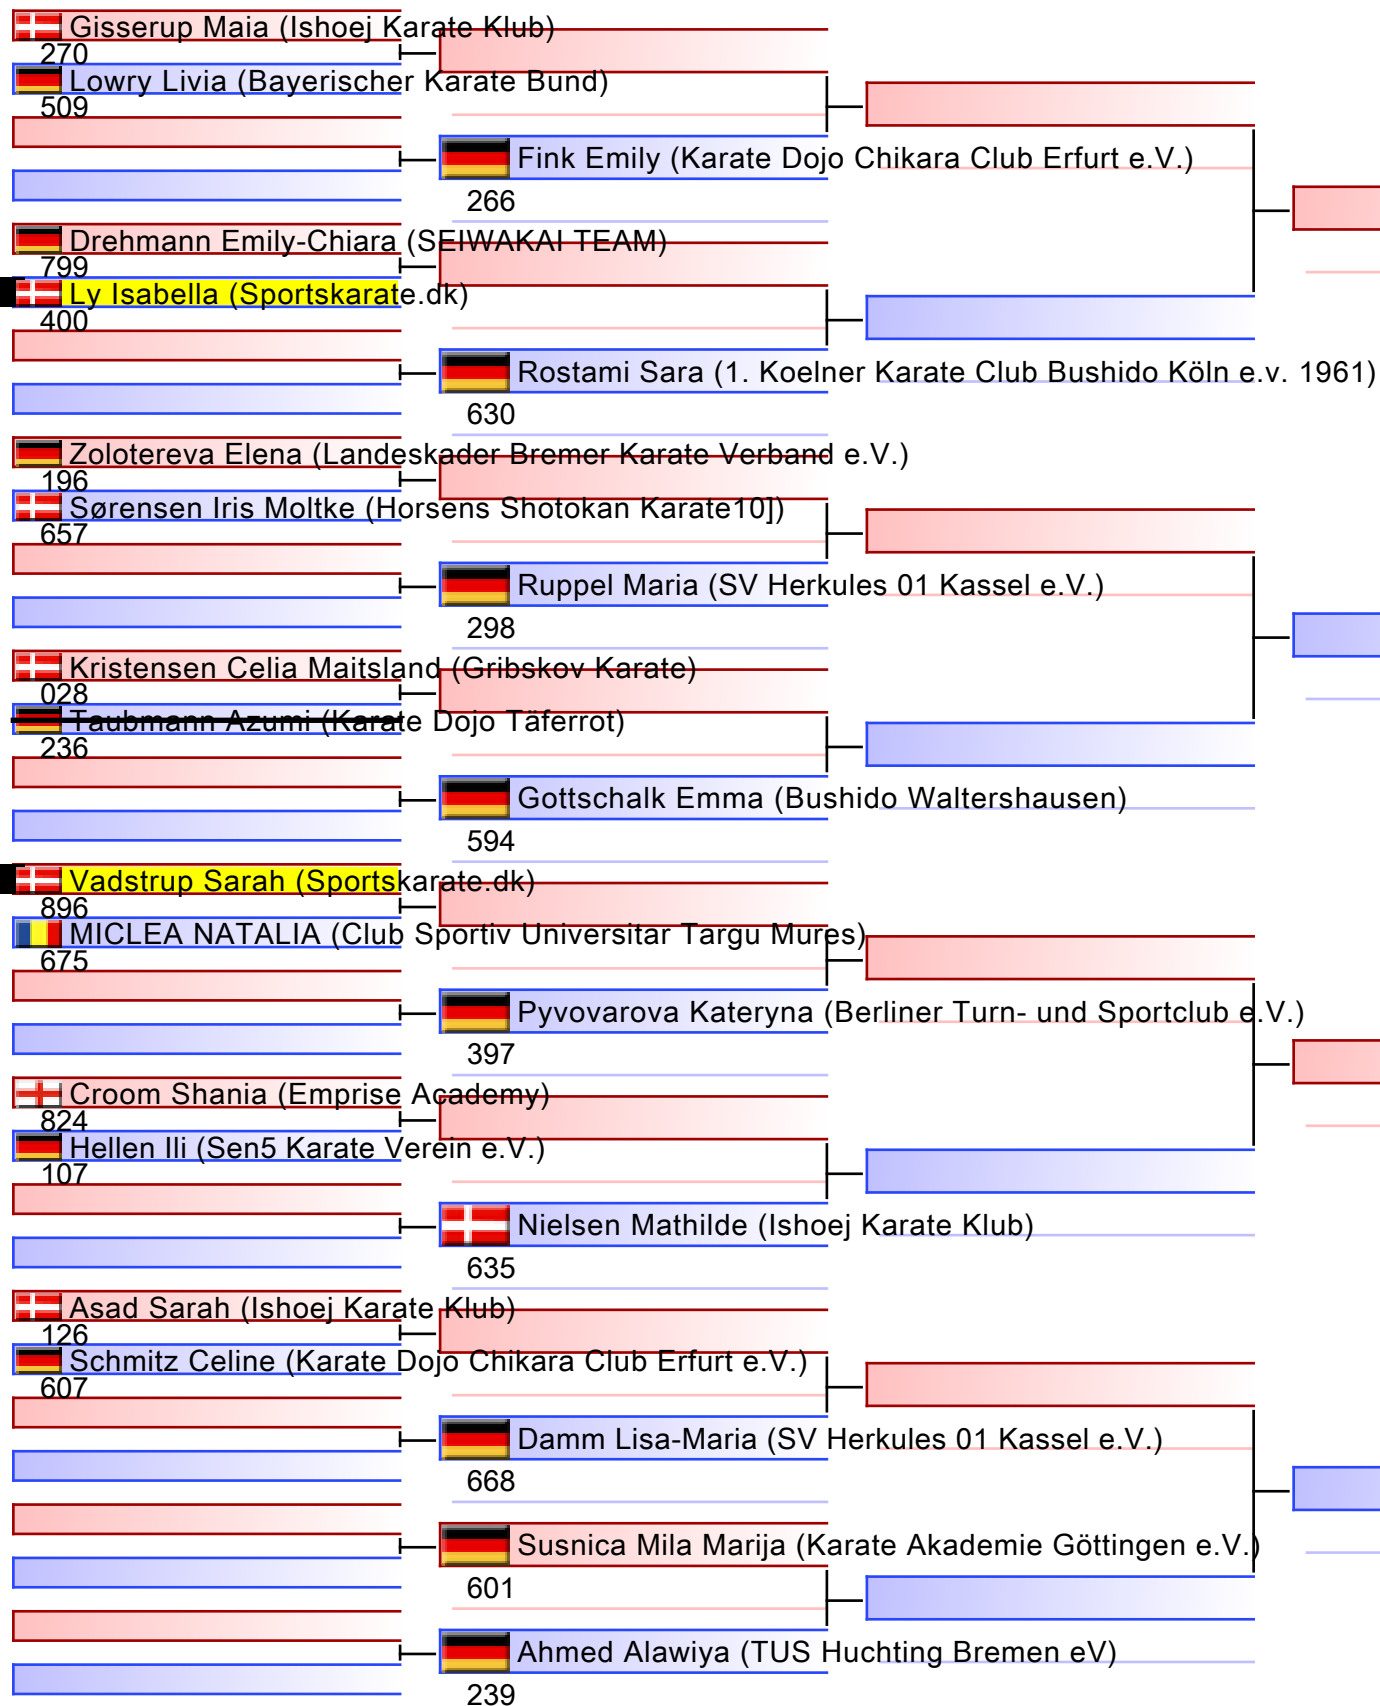 Gisserup Maia (Ishoej Karate Klub)
270
Lowry Livia (Bayerischer Karate Bund)
509
Fink Emily (Karate Dojo Chikara Club Erfurt e.V.)
266
Drehmann Emily-Chiara (SEIWAKAI TEAM)
799
Ly Isabella (Sportskarate.dk)
400
Rostami Sara (1. Koelner Karate Club Bushido Köln e.v. 1961)
630
Zolotereva Elena (Landeskader Bremer Karate Verband e.V.)
196
Sørensen Iris Moltke (Horsens Shotokan Karate10])
657
Ruppel Maria (SV Herkules 01 Kassel e.V.)
298
Kristensen Celia Maitsland (Gribskov Karate)
028
Taubmann Azumi (Karate Dojo Täferrot)
236
Gottschalk Emma (Bushido Waltershausen)
594
Vadstrup Sarah (Sportskarate.dk)
896
MICLEA NATALIA (Club Sportiv Universitar Targu Mures)
675
Pyvovarova Kateryna (Berliner Turn- und Sportclub e.V.)
397
Croom Shania (Emprise Academy)
824
Hellen Ili (Sen5 Karate Verein e.V.)
107
Nielsen Mathilde (Ishoej Karate Klub)
635
Asad Sarah (Ishoej Karate Klub)
126
Schmitz Celine (Karate Dojo Chikara Club Erfurt e.V.)
607
Damm Lisa-Maria (SV Herkules 01 Kassel e.V.)
668
Susnica Mila Marija (Karate Akademie Göttingen e.V.)
601
Ahmed Alawiya (TUS Huchting Bremen eV)
239